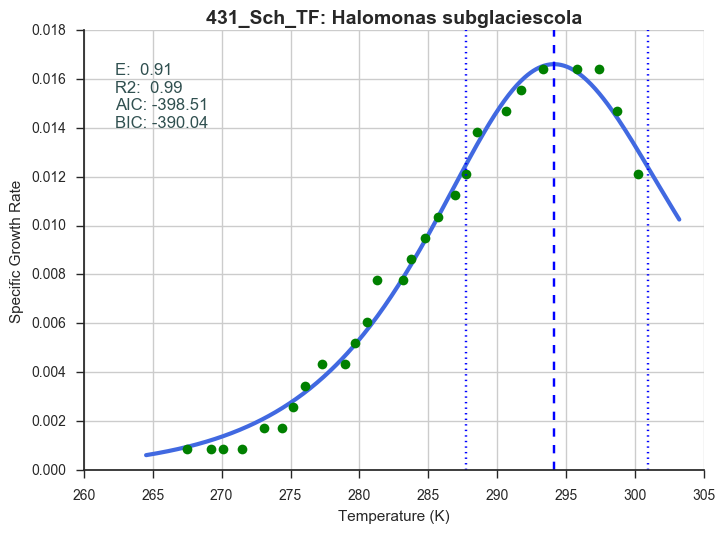 431_Sch_TF: Halomonas subglaciescola
E:  0.91
R2:  0.99
AIC: -398.51
BIC: -390.04
Specific Growth Rate
0.018
0.016
0.014
0.012
0.010
0.008
0.006
0.004
0.002
0.000
260 265 270 275 280 285 290 295 300 305
Temperature (K)